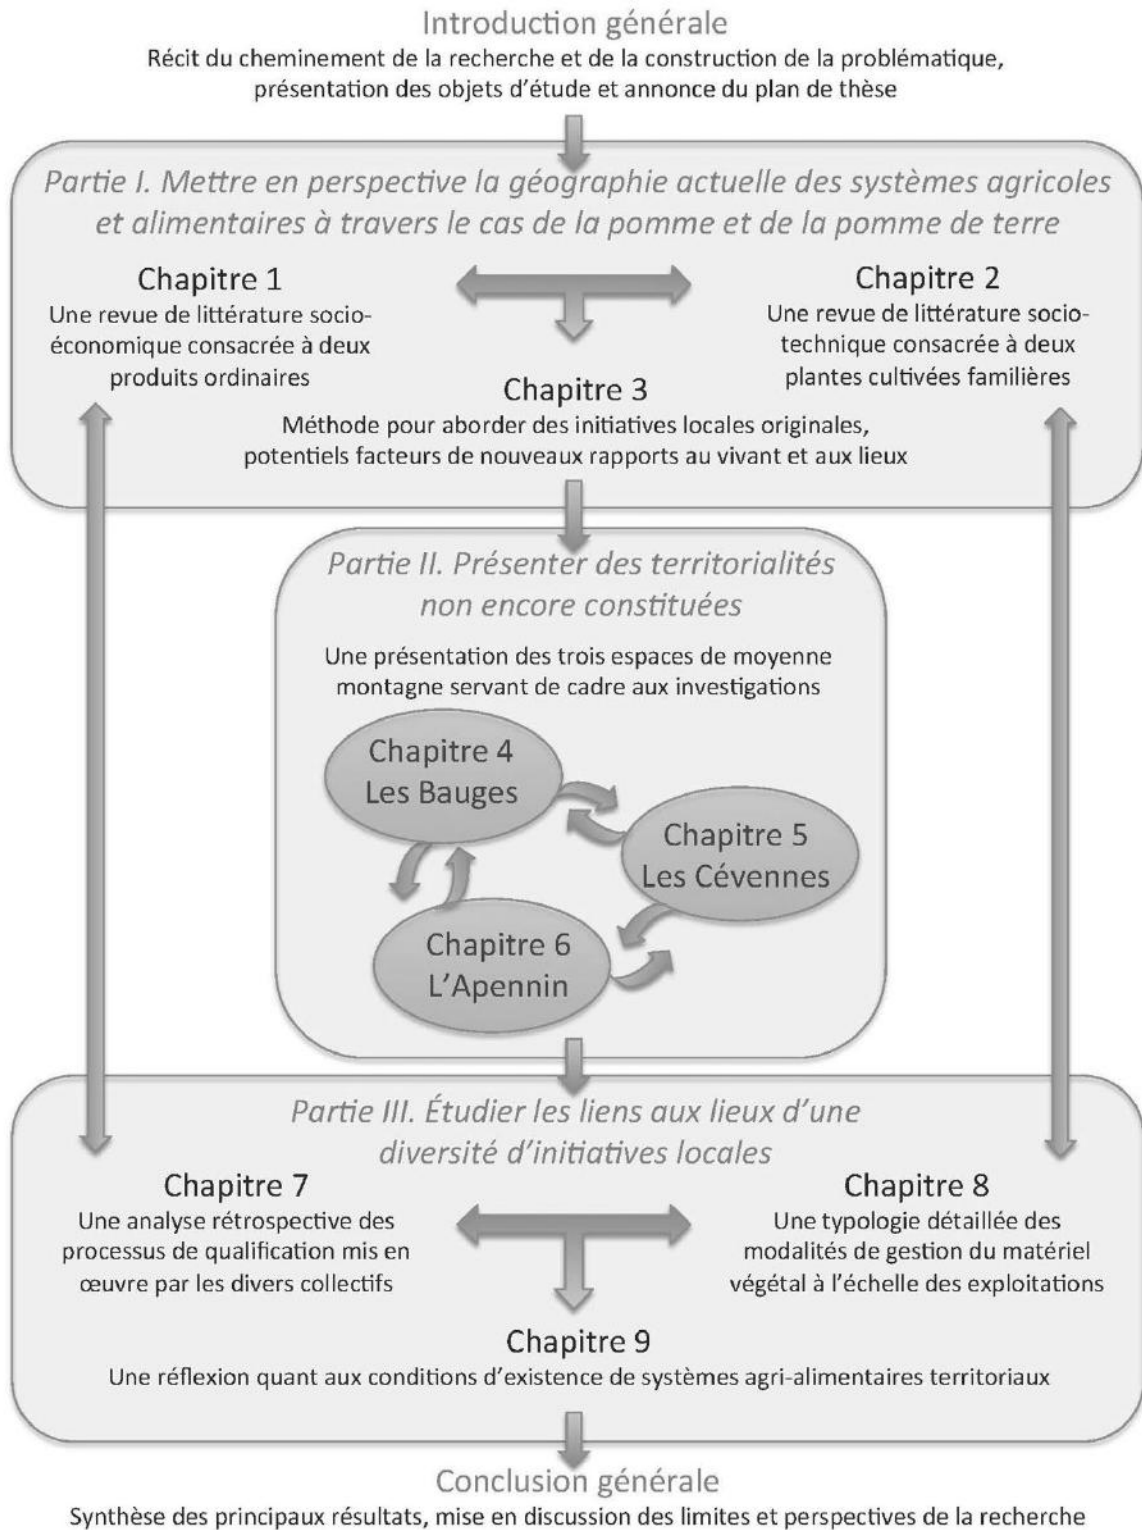 Introduction générale
Récit du cheminement de la recherche et de la construction de la problématique,
présentation des objets d'étude et annonce du plan de thèse
Partie I. Mettre en perspective la géographie actuelle des systèmes agricoles
et alimentaires à travers le cas de la pomme et de la pomme de terre
Chapitre 1
Une revue de littérature socio-
économique consacrée à deux
produits ordinaires
Chapitre 2
Une revue de littérature socio-
technique consacrée à deux
plantes cultivées familières
Chapitre 3
Méthode pour aborder des initiatives locales originales,
potentiels facteurs de nouveaux rapports au vivant et aux lieux
Partie II. Présenter des territorialités
non encore constituées
Une présentation des trois espaces de moyenne
montagne servant de cadre aux investigations
Chapitre 4
Les Bauges
Chapitre 5
Les Cévennes
Chapitre 6
L'Apennin
Partie III. Étudier les liens aux lieux d'une
diversité d'initiatives locales
Chapitre 7
Une analyse rétrospective des
processus de qualification mis en
œuvre par les divers collectifs
Chapitre 8
Une typologie détaillée des
modalités de gestion du matériel
végétal à l'échelle des exploitations
Chapitre 9
Une réflexion quant aux conditions d'existence de systèmes agri-alimentaires territoriaux
Conclusion générale
Synthèse des principaux résultats, mise en discussion des limites et perspectives de la recherche